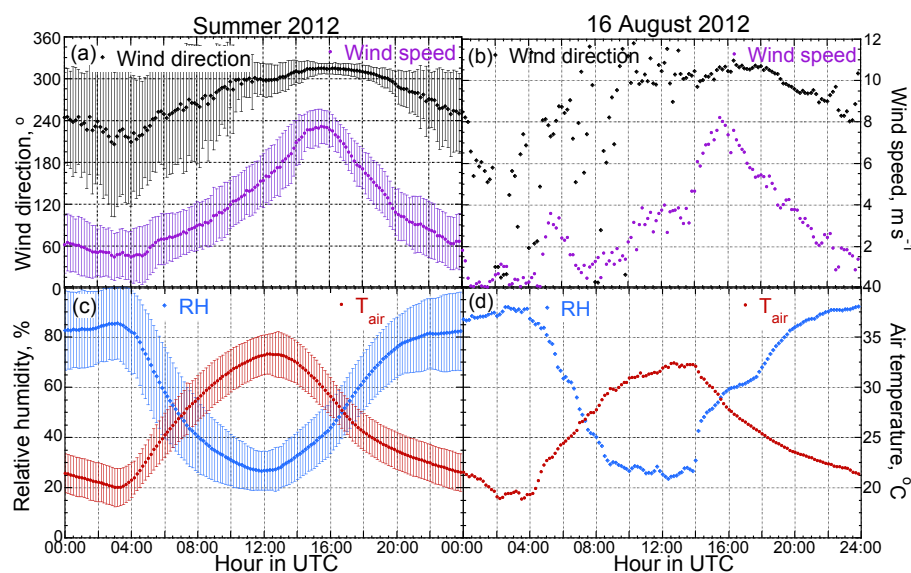 Summer 2012 16 August 2012
(a) Wind direction Wind speed
(b) Wind direction Wind speed
360
300
240
180
120
60
0
Wind direction, °
12
10
8
6
4
2
40
Wind speed, m s⁻¹
(c) RH T air
(d) RH T air
80
60
40
20
0
Relative humidity, %
35
30
25
20
Air temperature, °C
00:00 04:00 08:00 12:00 16:00 20:00 00:00 04:00 08:00 12:00 16:00 20:00 24:00
Hour in UTC Hour in UTC